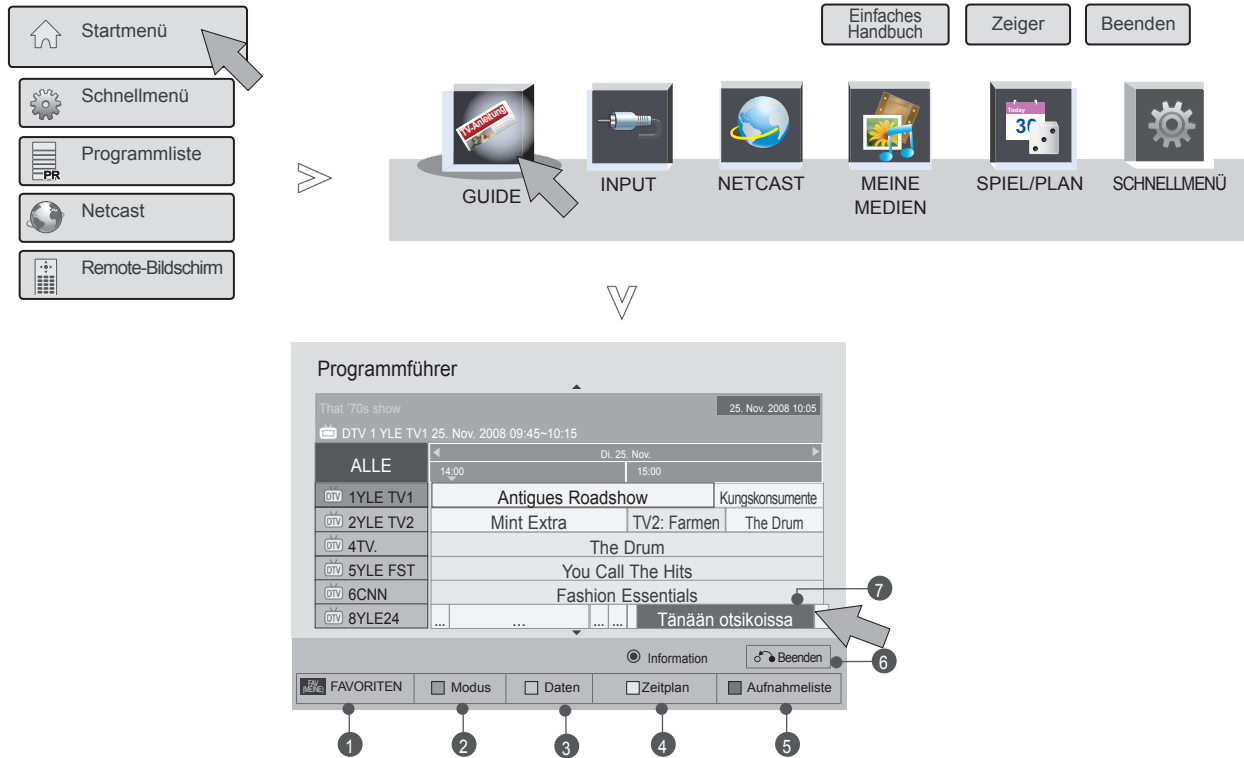 Startmenü
Schnellmenü
Programmliste
PR
Netcast
Remote-Bildschirm
Einfaches
Handbuch
Zeiger
Beenden
TV-Anleitung
Today
30
GUIDE
INPUT
NETCAST
MEINE
MEDIEN
SPIEL/PLAN
SCHNELLMENÜ
Programmführer
That '70s show
25. Nov. 2008 10:05
DTV 1 YLE TV1 25. Nov. 2008 09:45~10:15
ALLE
Di. 25. Nov.
14:00 15:00
DTV 1YLE TV1 Antigues Roadshow Kungskonsumente
DTV 2YLE TV2 Mint Extra TV2: Farmen The Drum
DTV 4TV. The Drum
DTV 5YLE FST You Call The Hits
DTV 6CNN Fashion Essentials
DTV 8YLE24 ... ... ... ... Tänään otsikoissa
7
Information Beenden
6
FAV (MEINE) FAVORITEN Modus Daten Zeitplan Aufnahmeliste
1 2 3 4 5